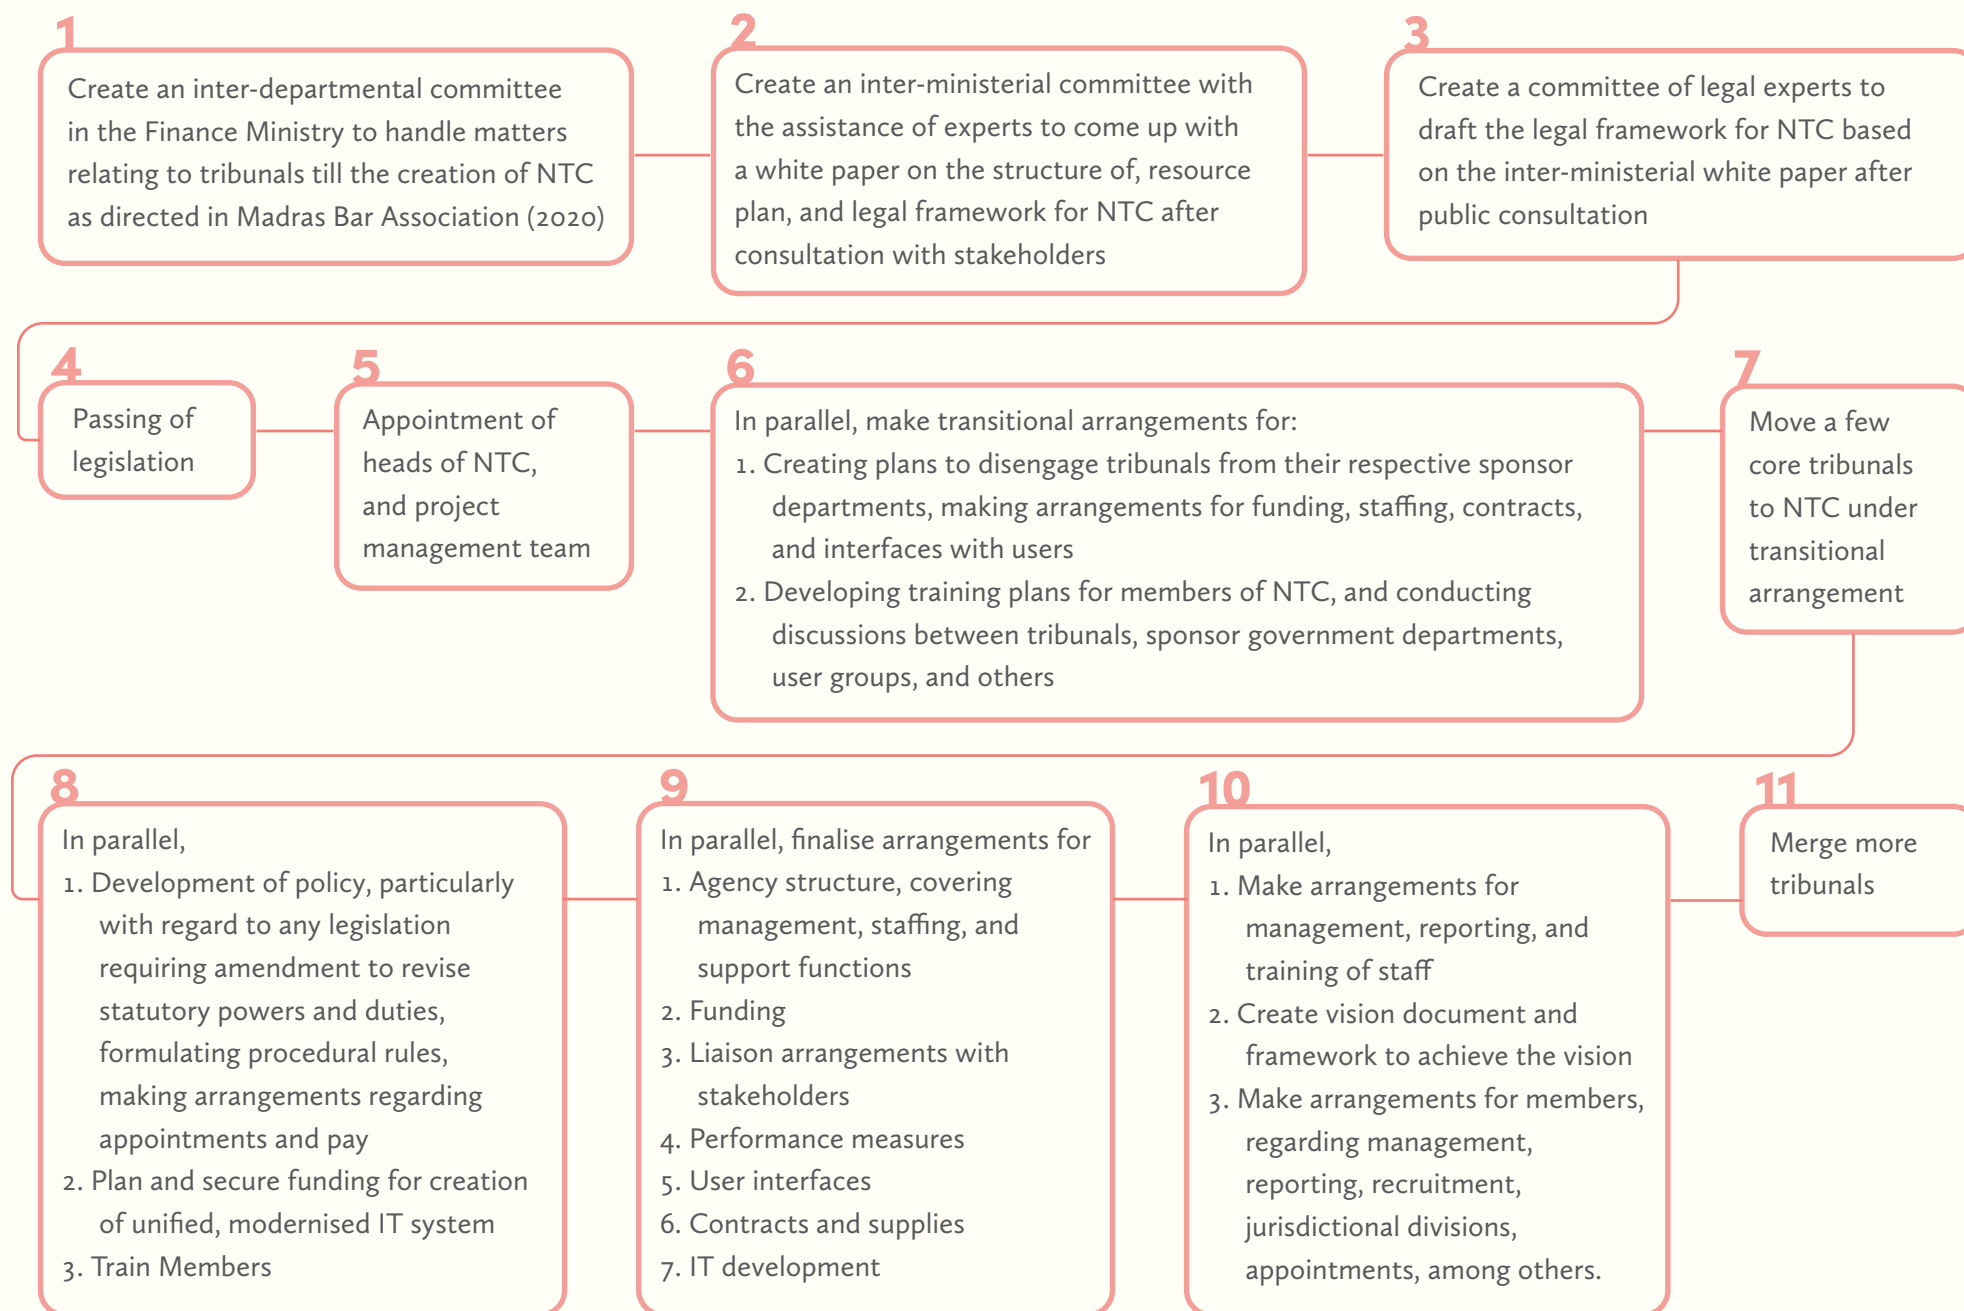 1
Create an inter-departmental committee
in the Finance Ministry to handle matters
relating to tribunals till the creation of NTC
as directed in Madras Bar Association (2020)
2
Create an inter-ministerial committee with
the assistance of experts to come up with
a white paper on the structure of, resource
plan, and legal framework for NTC after
consultation with stakeholders
3
Create a committee of legal experts to
draft the legal framework for NTC based
on the inter-ministerial white paper after
public consultation
4
Passing of
legislation
5
Appointment of
heads of NTC,
and project
management team
6
In parallel, make transitional arrangements for:
1. Creating plans to disengage tribunals from their respective sponsor
departments, making arrangements for funding, staffing, contracts,
and interfaces with users
2. Developing training plans for members of NTC, and conducting
discussions between tribunals, sponsor government departments,
user groups, and others
7
Move a few
core tribunals
to NTC under
transitional
arrangement
8
In parallel,
1. Development of policy, particularly
with regard to any legislation
requiring amendment to revise
statutory powers and duties,
formulating procedural rules,
making arrangements regarding
appointments and pay
2. Plan and secure funding for creation
of unified, modernised IT system
3. Train Members
9
In parallel, finalise arrangements for
1. Agency structure, covering
management, staffing, and
support functions
2. Funding
3. Liaison arrangements with
stakeholders
4. Performance measures
5. User interfaces
6. Contracts and supplies
7. IT development
10
In parallel,
1. Make arrangements for
management, reporting, and
training of staff
2. Create vision document and
framework to achieve the vision
3. Make arrangements for members,
regarding management,
reporting, recruitment,
jurisdictional divisions,
appointments, among others.
11
Merge more
tribunals